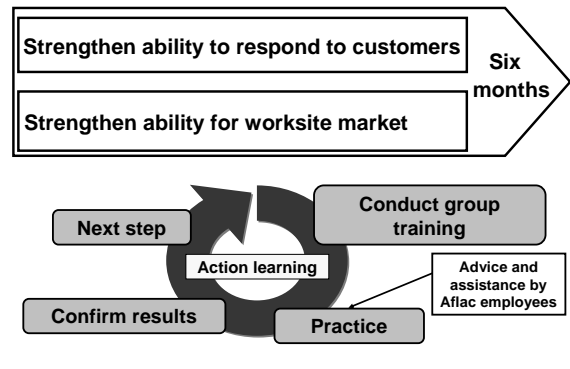 Strengthen ability to respond to customers
Six
months
Strengthen ability for worksite market
Conduct group
training
Next step
Action learning
Advice and
assistance by
Aflac employees
Confirm results
Practice